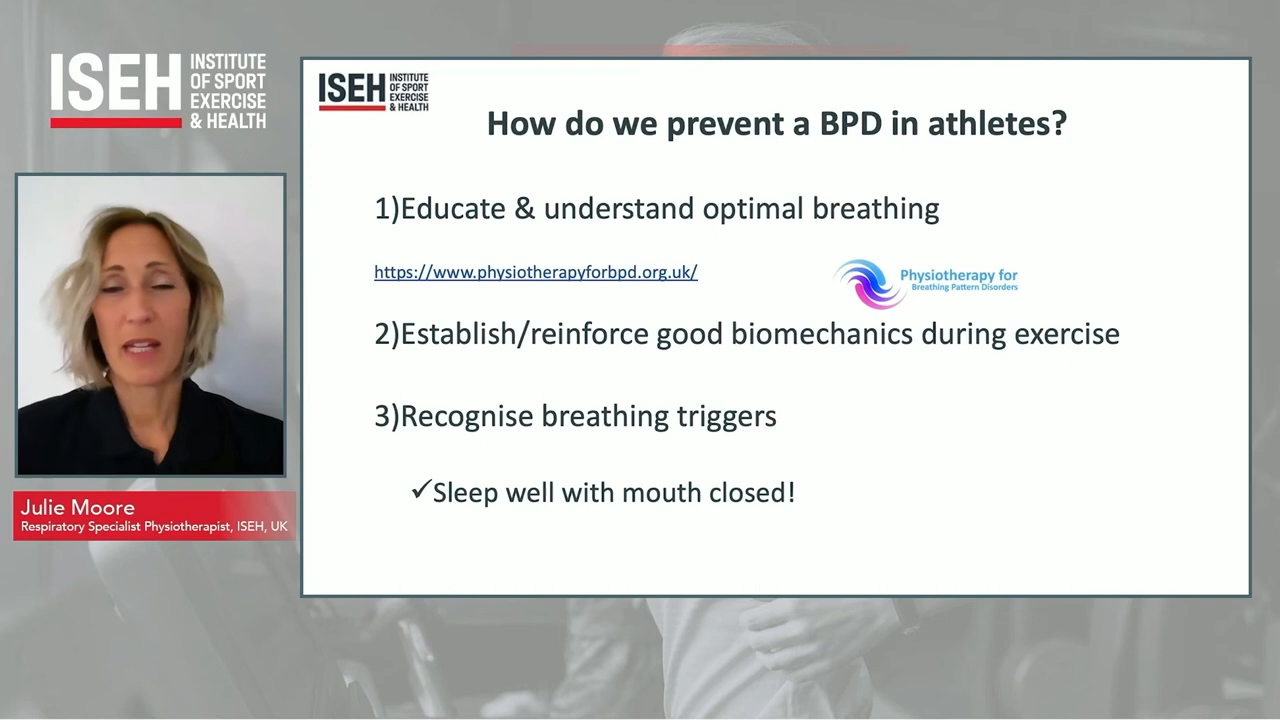 ISEH INSTITUTE
OF SPORT
EXERCISE
& HEALTH
ISEH INSTITUTE
OF SPORT
EXERCISE
& HEALTH
How do we prevent a BPD in athletes?
1)Educate & understand optimal breathing
https://www.physiotherapyforbpd.org.uk/
Physiotherapy for
Breathing Pattern Disorders
2)Establish/reinforce good biomechanics during exercise
3)Recognise breathing triggers
✓Sleep well with mouth closed!
Julie Moore
Respiratory Specialist Physiotherapist, ISEH, UK